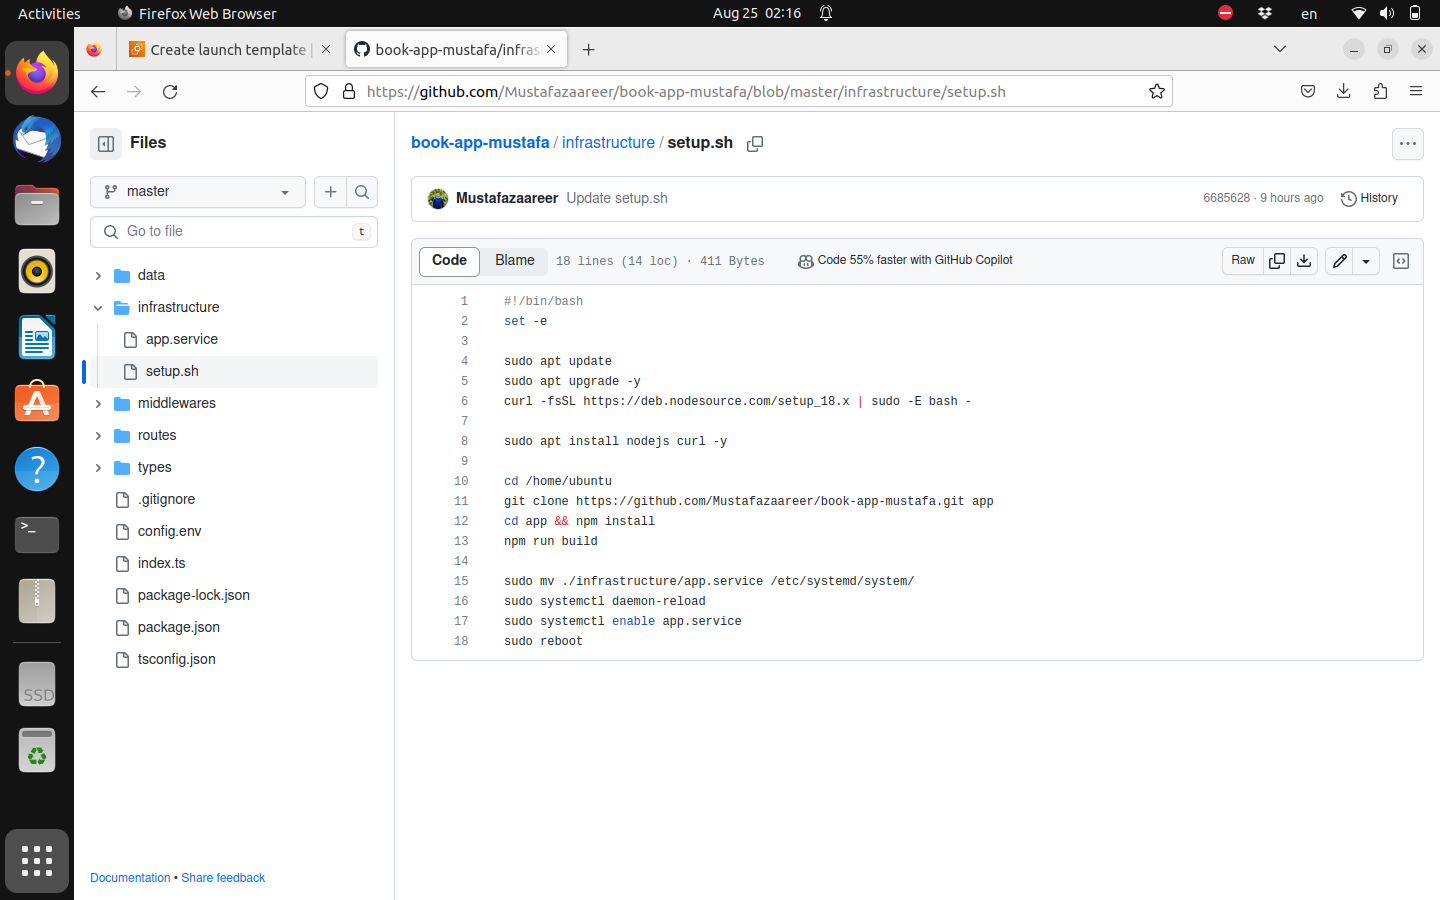 Activities
Firefox Web Browser
Aug 25 02:16
en
Create launch template |
book-app-mustafa/infras
https://github.com/Mustafazaareer/book-app-mustafa/blob/master/infrastructure/setup.sh
Files
master
Go to file
t
data
infrastructure
app.service
setup.sh
middlewares
routes
types
.gitignore
config.env
index.ts
package-lock.json
package.json
tsconfig.json
Documentation • Share feedback
book-app-mustafa / infrastructure / setup.sh
Mustafazaareer Update setup.sh
6685628 · 9 hours ago
History
Code
Blame
18 lines (14 loc) · 411 Bytes
Code 55% faster with GitHub Copilot
Raw
1 #!/bin/bash
2 set -e
3
4 sudo apt update
5 sudo apt upgrade -y
6 curl -fsSL https://deb.nodesource.com/setup_18.x | sudo -E bash -
7
8 sudo apt install nodejs curl -y
9
10 cd /home/ubuntu
11 git clone https://github.com/Mustafazaareer/book-app-mustafa.git app
12 cd app && npm install
13 npm run build
14
15 sudo mv ./infrastructure/app.service /etc/systemd/system/
16 sudo systemctl daemon-reload
17 sudo systemctl enable app.service
18 sudo reboot
>_
?
SSD